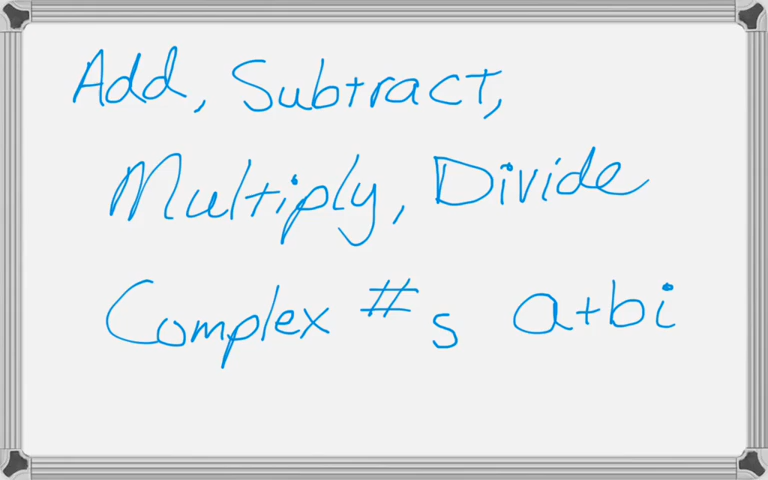 Add, Subtract,
Multiply, Divide
Complex #s a+bi